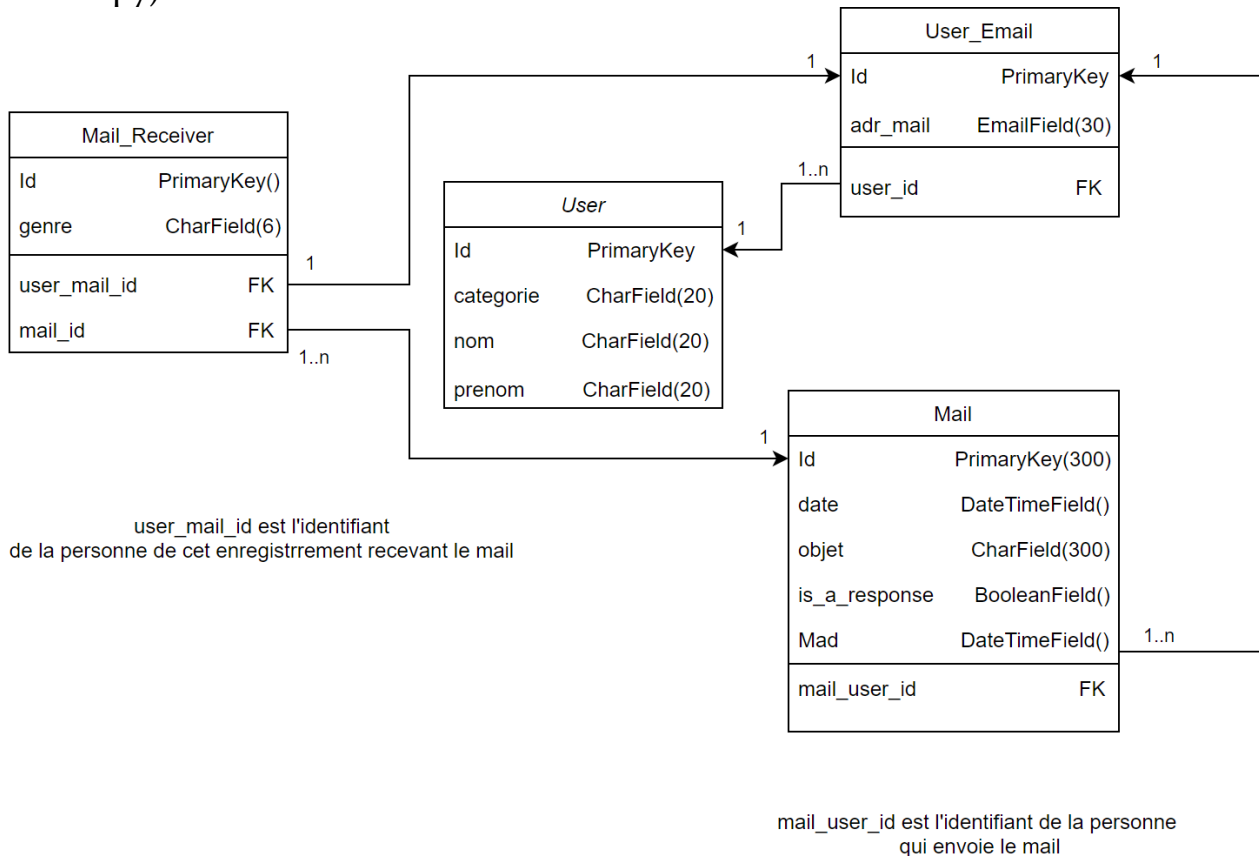 py,
User_Email
1
1
Id PrimaryKey
adr_mail EmailField(30)
1..n
user_id FK
Mail_Receiver
Id PrimaryKey()
genre CharField(6)
1
user_mail_id FK
mail_id FK
1..n
User
1
Id PrimaryKey
categorie CharField(20)
nom CharField(20)
prenom CharField(20)
Mail
1
Id PrimaryKey(300)
date DateTimeField()
objet CharField(300)
is_a_response BooleanField()
Mad DateTimeField()
1..n
mail_user_id FK
user_mail_id est l'identifiant
de la personne de cet enregistrrement recevant le mail
mail_user_id est l'identifiant de la personne
qui envoie le mail